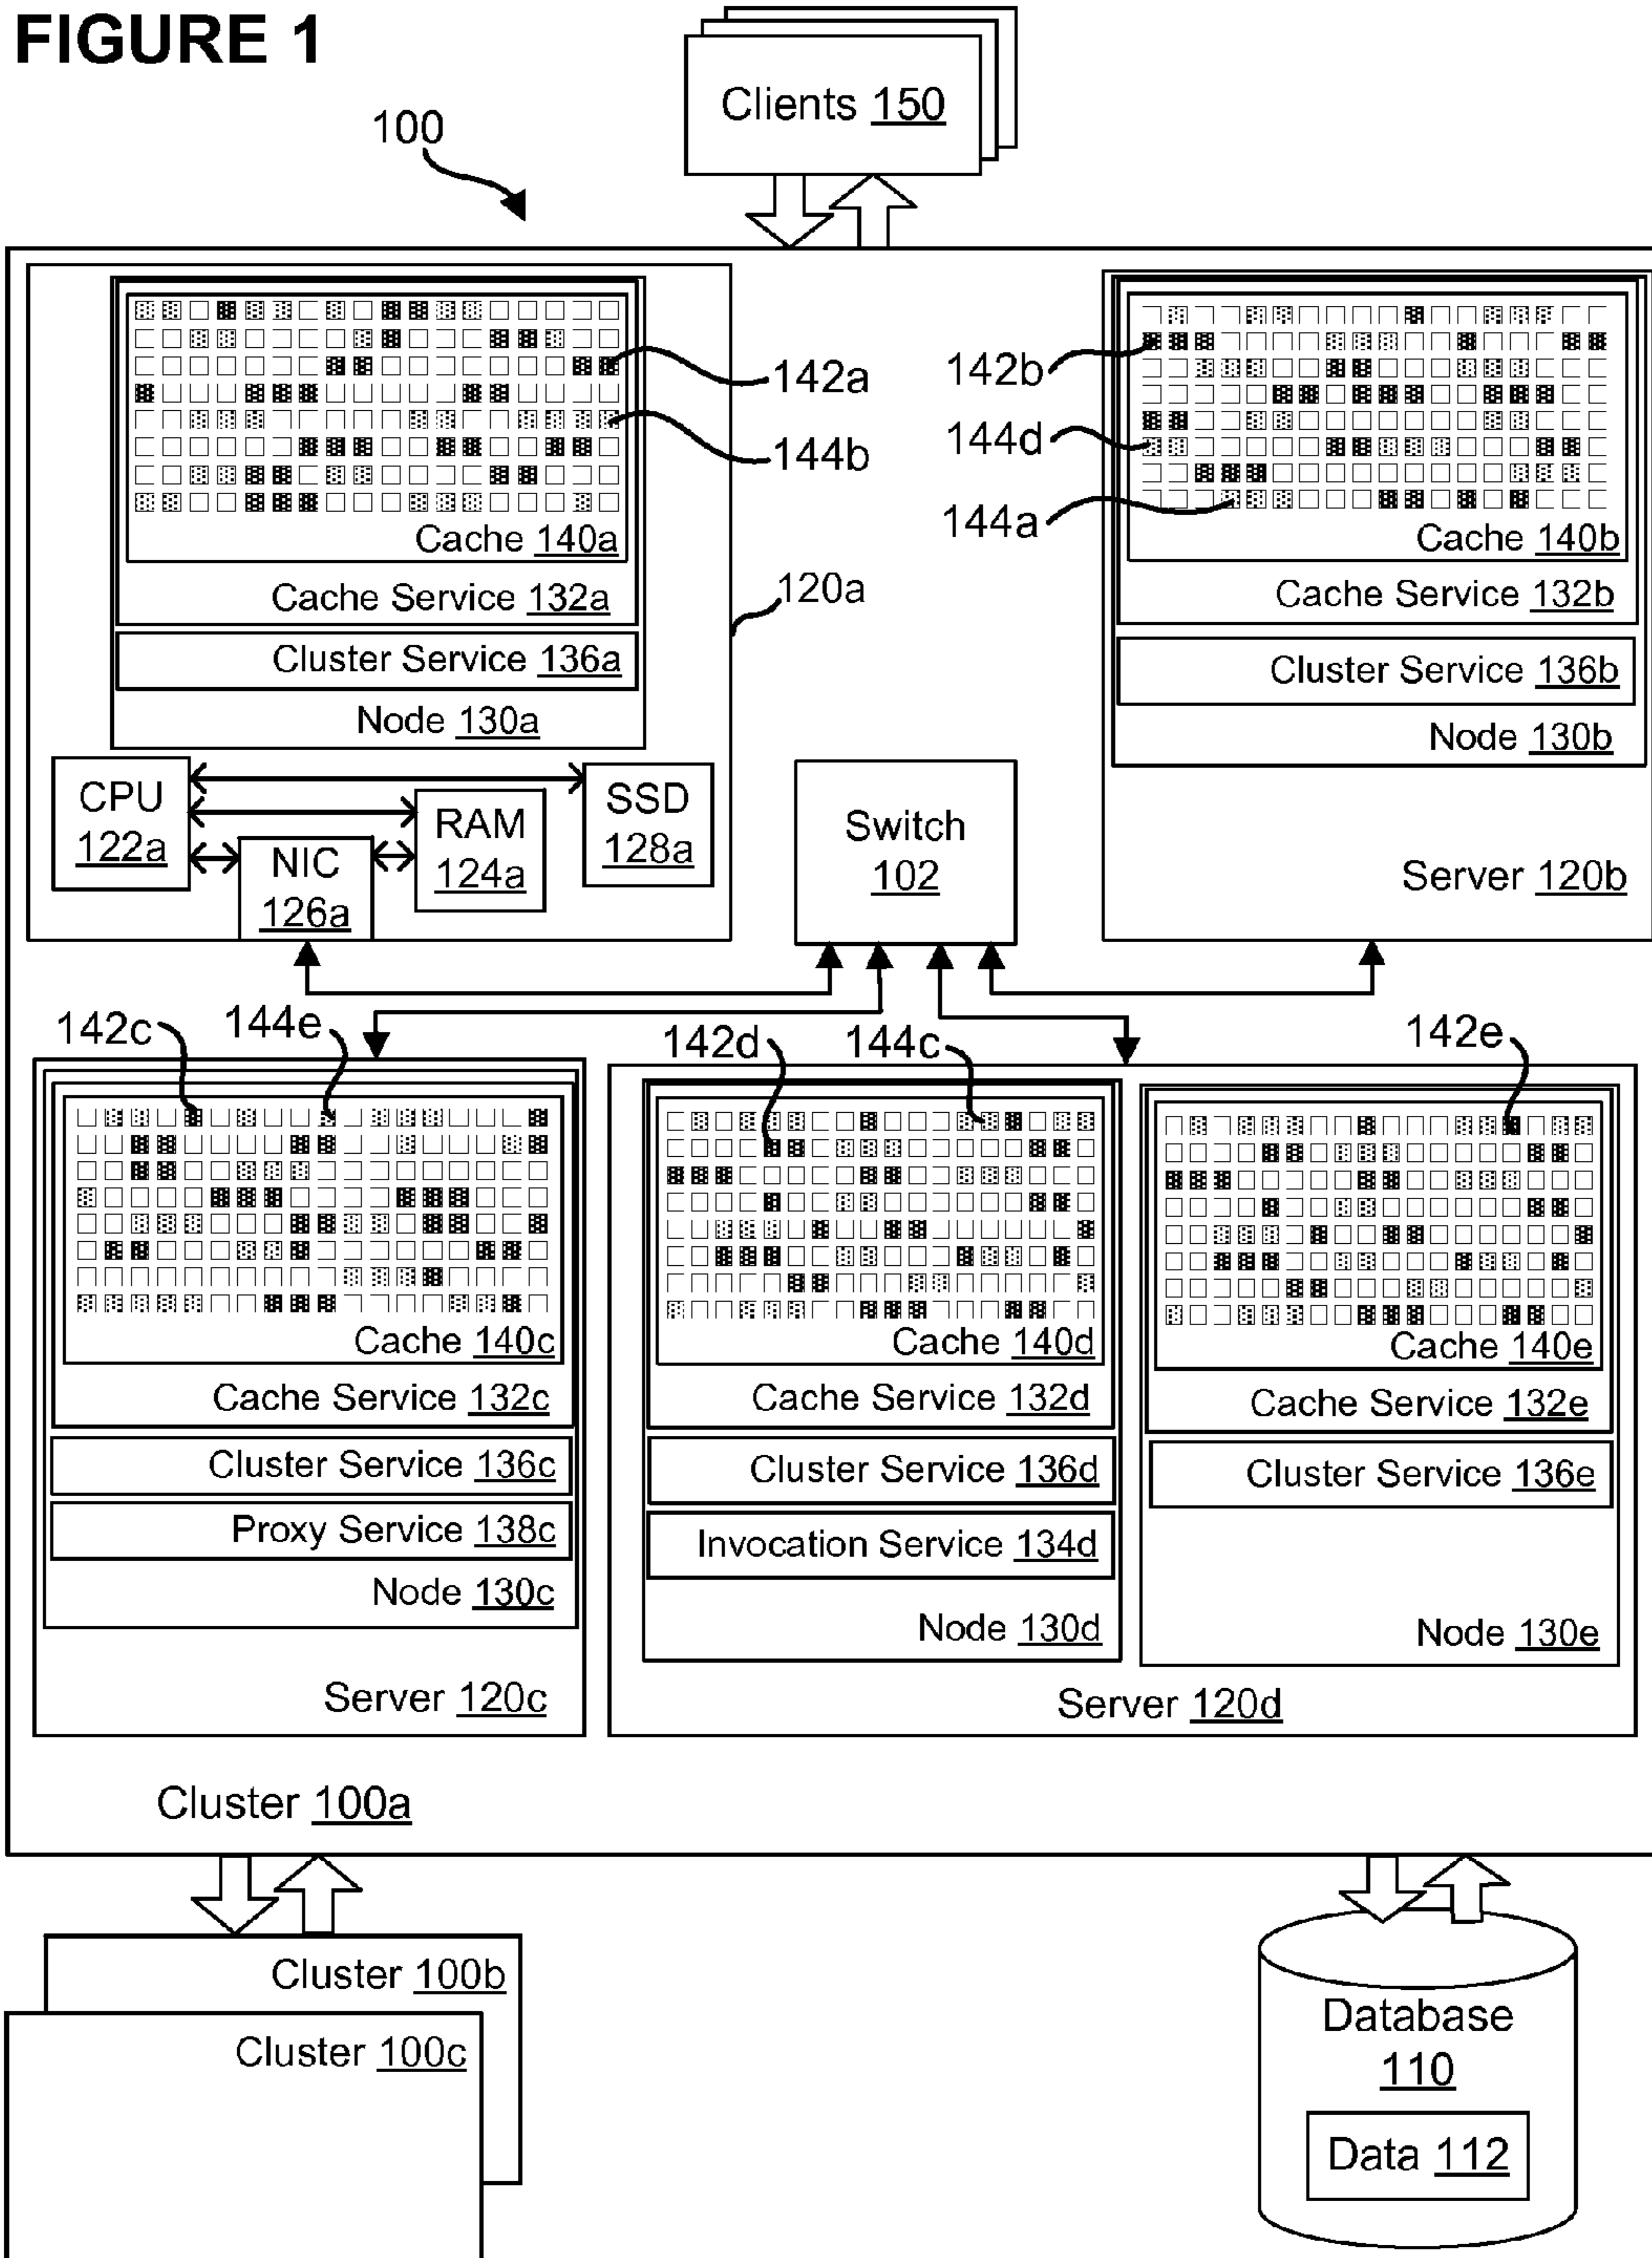 FIGURE 1
Clients 150
100
142a
144b
Cache 140a
Cache Service 132a
Cluster Service 136a
Node 130a
120a
142b
144d
144a
Cache 140b
Cache Service 132b
Cluster Service 136b
Node 130b
Server 120b
CPU
122a
NIC
126a
RAM
124a
SSD
128a
Switch
102
142c
144e
Cache 140c
Cache Service 132c
Cluster Service 136c
Proxy Service 138c
Node 130c
Server 120c
142d
144c
Cache 140d
Cache Service 132d
Cluster Service 136d
Invocation Service 134d
Node 130d
142e
Cache 140e
Cache Service 132e
Cluster Service 136e
Node 130e
Server 120d
Cluster 100a
Cluster 100b
Cluster 100c
Database
110
Data 112